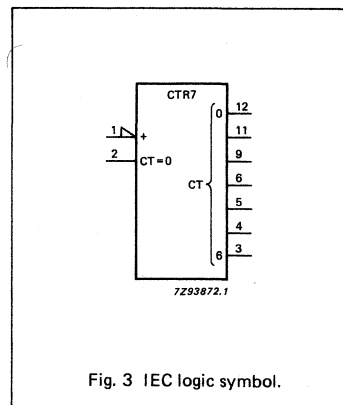 CTR7
0 12
1 +
11
2 CT=0
9
CT
6
5
4
6 3
7Z93872.1
Fig. 3 IEC logic symbol.